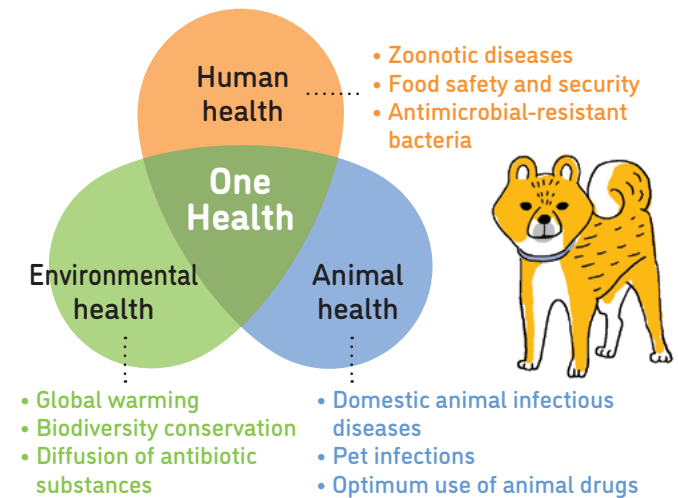 Human
health
• Zoonotic diseases
• Food safety and security
• Antimicrobial-resistant
bacteria
One
Health
Environmental
health
Animal
health
• Global warming
• Biodiversity conservation
• Diffusion of antibiotic
substances
• Domestic animal infectious
diseases
• Pet infections
• Optimum use of animal drugs